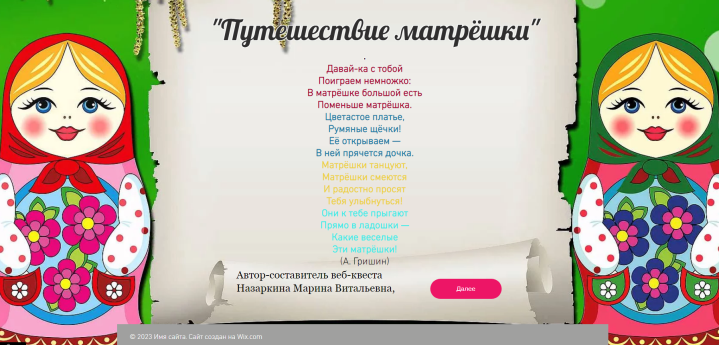 "Путешествие матрёшки"
.
Давай-ка с тобой
Поиграем немножко:
В матрёшке большой есть
Поменьше матрёшка.
Цветастое платье,
Румяные щёчки!
Её открываем —
В ней прячется дочка.
Матрёшки танцуют,
Матрёшки смеются
И радостно просят
Тебя улыбнуться!
Они к тебе прыгают
Прямо в ладошки —
Какие веселые
Эти матрёшки!
(А. Гришин)
Автор-составитель веб-квеста
Назаркина Марина Витальевна,
Далее
© 2023 Имя сайта. Сайт создан на Wix.com